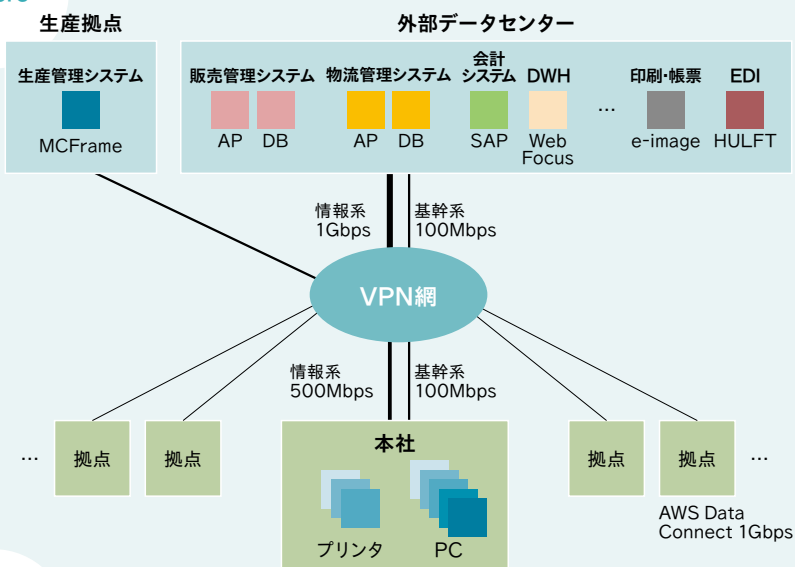 生産拠点
外部データセンター
生産管理システム
MCFrame
販売管理システム
AP
DB
物流管理システム
AP
DB
会計
システム
SAP
DWH
Web
Focus
…
印刷・帳票
e-image
EDI
HULFT
情報系
1Gbps
基幹系
100Mbps
VPN網
情報系
500Mbps
基幹系
100Mbps
…
拠点
拠点
本社
プリンタ
PC
拠点
拠点
…
AWS Data
Connect 1Gbps